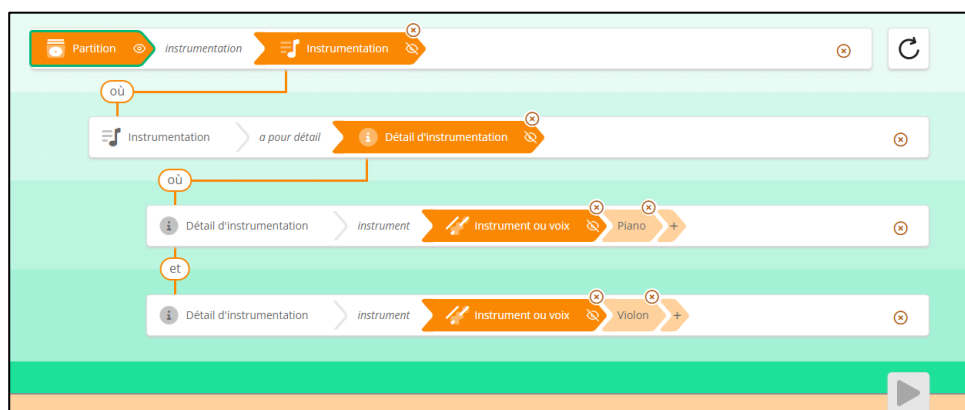 Partition instrumentation Instrumentation
où
Instrumentation a pour détail Détail d'instrumentation
où
Détail d'instrumentation instrument Instrument ou voix Piano +
et
Détail d'instrumentation instrument Instrument ou voix Violon +